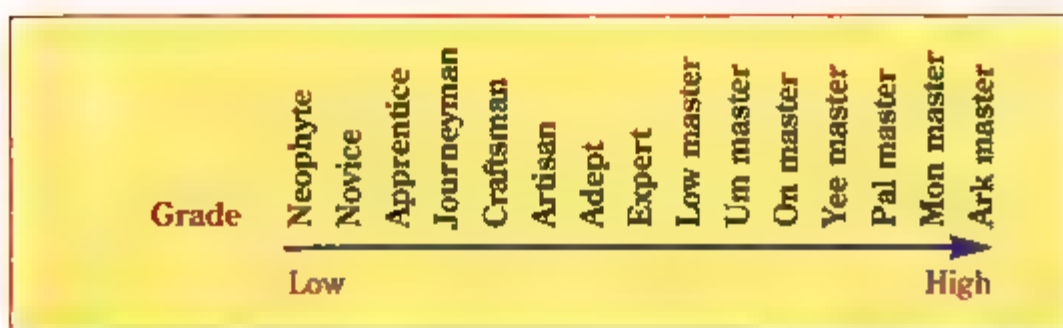 Grade
Neophyte
Novice
Apprentice
Journeyman
Craftsman
Artisan
Adept
Expert
Low master
Um master
On master
Yee master
Pal master
Mon master
Ark master
Low
High